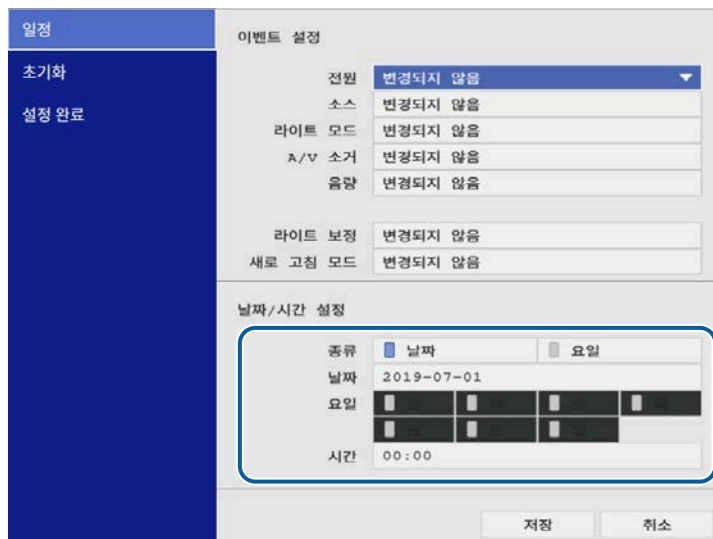 일정
초기화
설정 완료
이벤트 설정
전원 변경되지 않음
소스 변경되지 않음
라이트 모드 변경되지 않음
A/V 소거 변경되지 않음
음량 변경되지 않음
라이트 보정 변경되지 않음
새로 고침 모드 변경되지 않음
날짜/시간 설정
종류 날짜 요일
날짜 2019-07-01
요일
시간 00:00
저장 취소